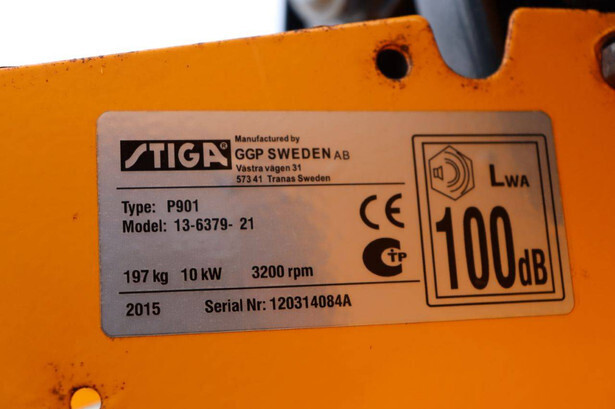 STIGA®
Manufactured by
GGP SWEDEN AB
Västra vägen 31
573 41 Tranas Sweden
Type: P901
Model: 13-6379- 21
CE
197 kg 10 kW 3200 rpm
2015 Serial Nr: 120314084A
LWA
100dB